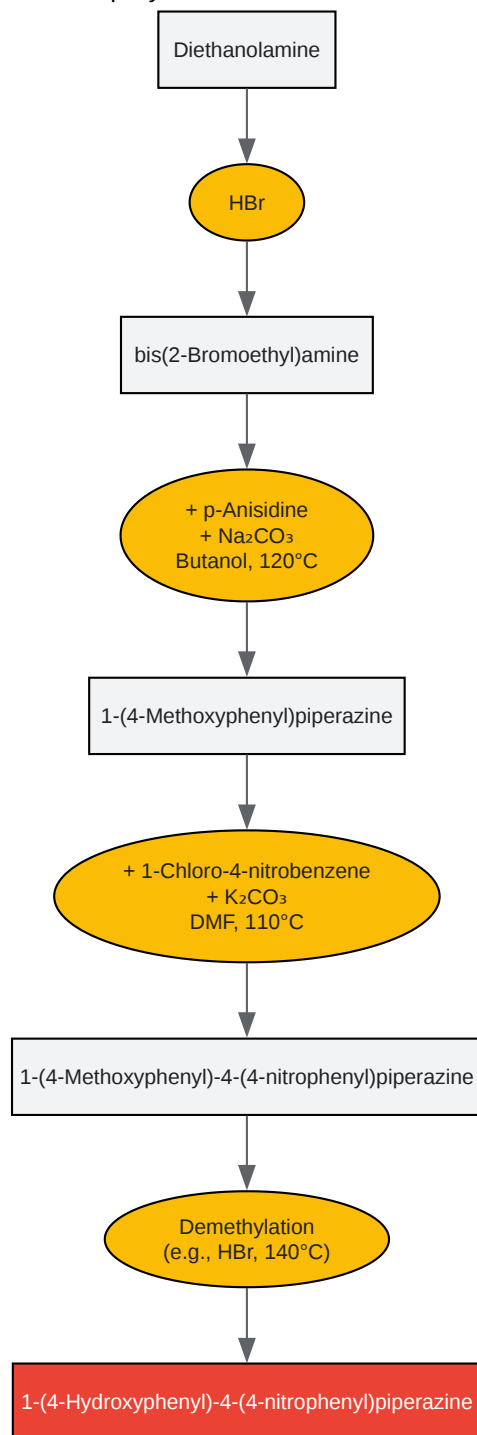 Diethanolamine
HBr
bis(2-Bromoethyl)amine
+ p-Anisidine
+ Na₂CO₃
Butanol, 120°C
1-(4-Methoxyphenyl)piperazine
+ 1-Chloro-4-nitrobenzene
+ K₂CO₃
DMF, 110°C
1-(4-Methoxyphenyl)-4-(4-nitrophenyl)piperazine
Demethylation
(e.g., HBr, 140°C)
1-(4-Hydroxyphenyl)-4-(4-nitrophenyl)piperazine